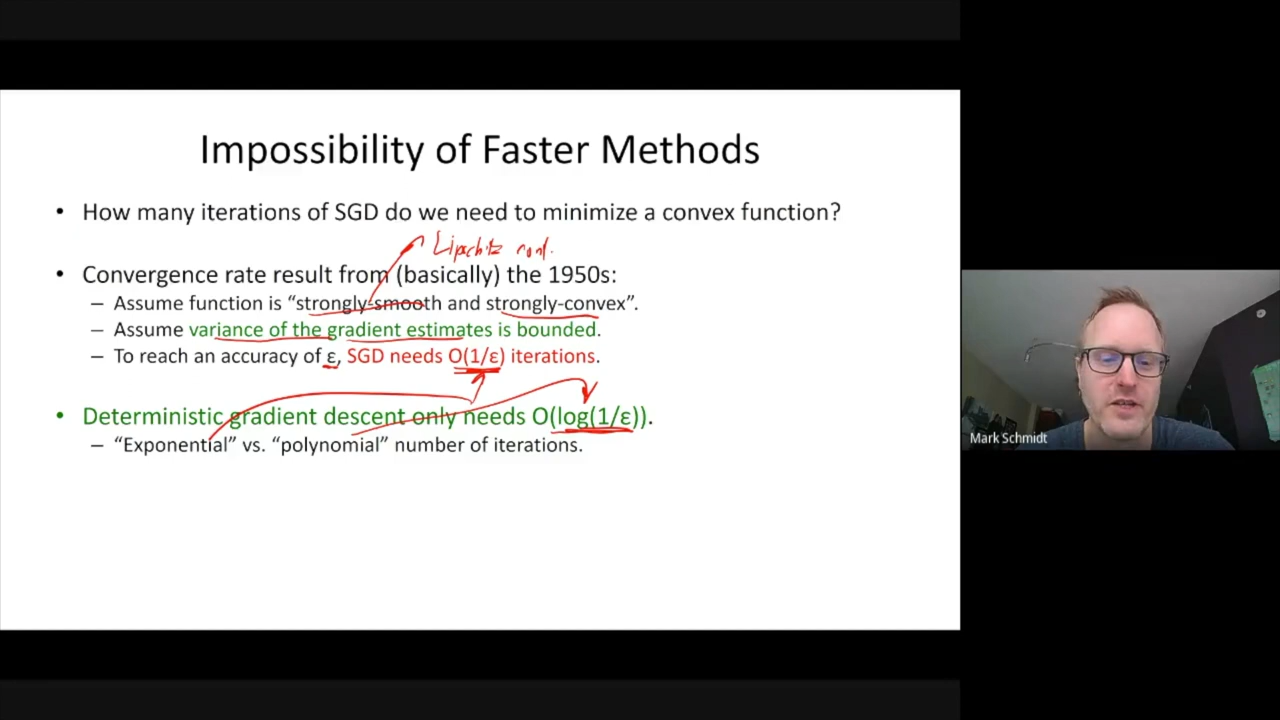 Impossibility of Faster Methods
• How many iterations of SGD do we need to minimize a convex function?
Lipschitz cont.
• Convergence rate result from (basically) the 1950s:
– Assume function is “strongly-smooth and strongly-convex”.
– Assume variance of the gradient estimates is bounded.
– To reach an accuracy of ε, SGD needs O(1/ε) iterations.
• Deterministic gradient descent only needs O(log(1/ε)).
– “Exponential” vs. “polynomial” number of iterations.
Mark Schmidt